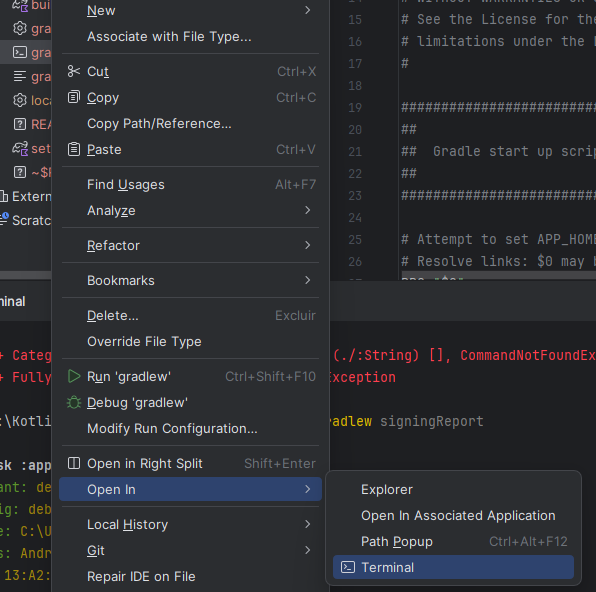 bui
gra
gra
gra
loca
REA
set
~$R
Extern
Scratc
New
Associate with File Type...
Cut Ctrl+X
Copy Ctrl+C
Copy Path/Reference...
Paste Ctrl+V
Find Usages Alt+F7
Analyze
Refactor
Bookmarks
Delete... Excluir
Override File Type
Run 'gradlew' Ctrl+Shift+F10
Debug 'gradlew'
Modify Run Configuration...
Open in Right Split Shift+Enter
Open In
Local History
Git
Repair IDE on File
Explorer
Open In Associated Application
Path Popup Ctrl+Alt+F12
Terminal
15 # See the License for the
16 # limitations under the
17 #
18
19 ########################
20 ##
21 ## Gradle start up scrip
22 ##
23 ########################
24
25 # Attempt to set APP_HOME
26 # Resolve links: $0 may
minal
+ Categ
(./:String) [], CommandNotFoundEx
+ Fully
xception
:\Kotli
radlew signingReport
sk :app
ant: de
ig: deb
e: C:\U
s: Andr
13:A2: